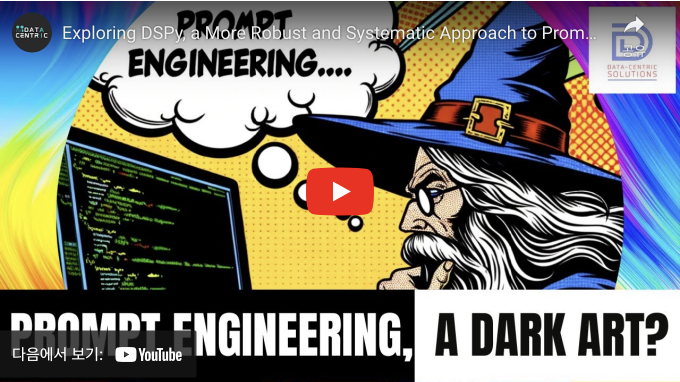 DATA
CENTRIC
Exploring DSPy, a More Robust and Systematic Approach to Prom...
PROMPT
ENGINEERING....
DATA-CENTRIC
SOLUTIONS
PROMPT ENGINEERING, A DARK ART?
다음에서 보기: YouTube